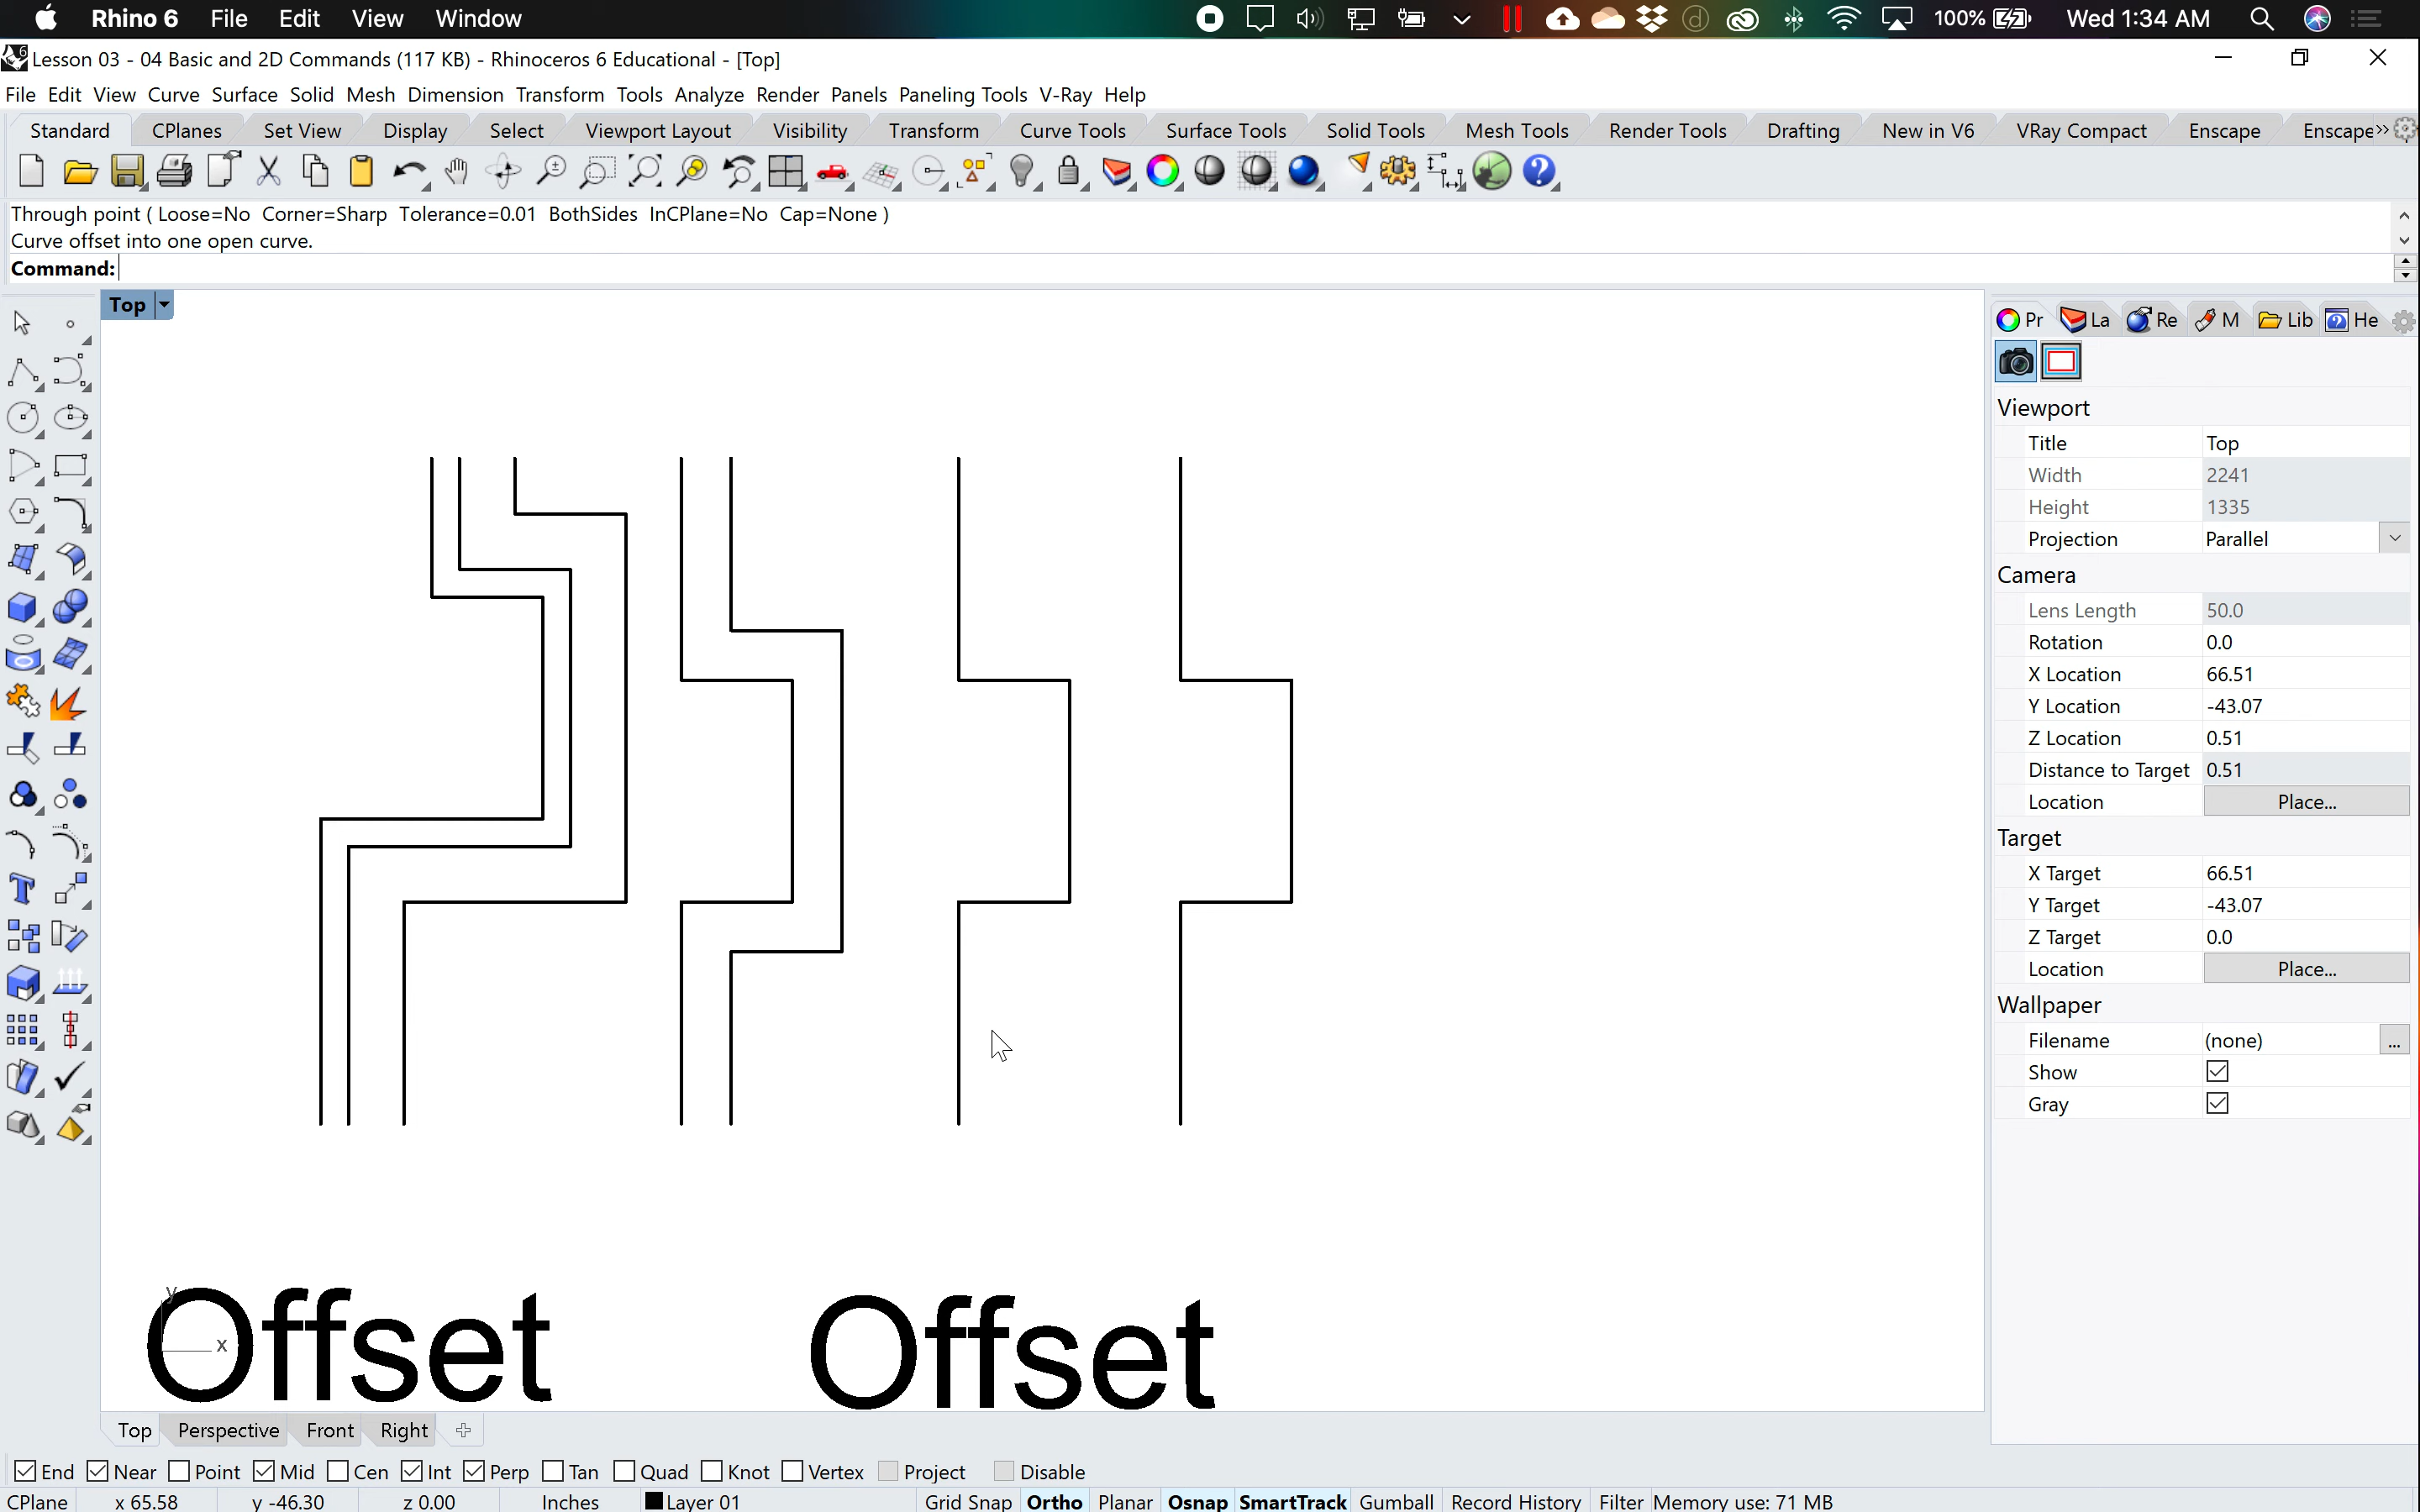 Rhino 6 File Edit View Window 100% Wed 1:34 AM
Lesson 03 - 04 Basic and 2D Commands (117 KB) - Rhinoceros 6 Educational - [Top]
File Edit View Curve Surface Solid Mesh Dimension Transform Tools Analyze Render Panels Paneling Tools V-Ray Help
Standard CPlanes Set View Display Select Viewport Layout Visibility Transform Curve Tools Surface Tools Solid Tools Mesh Tools Render Tools Drafting New in V6 VRay Compact Enscape Enscape
Through point ( Loose=No Corner=Sharp Tolerance=0.01 BothSides InCPlane=No Cap=None )
Curve offset into one open curve.
Command:
Top
Pr La Re M Lib He
Viewport
Title Top
Width 2241
Height 1335
Projection Parallel
Camera
Lens Length 50.0
Rotation 0.0
X Location 66.51
Y Location -43.07
Z Location 0.51
Distance to Target 0.51
Location Place...
Target
X Target 66.51
Y Target -43.07
Z Target 0.0
Location Place...
Wallpaper
Filename (none) ...
Show
Gray
y
x
Offset Offset
Top Perspective Front Right
End Near Point Mid Cen Int Perp Tan Quad Knot Vertex Project Disable
CPlane x 65.58 y -46.30 z 0.00 Inches Layer 01 Grid Snap Ortho Planar Osnap SmartTrack Gumball Record History Filter Memory use: 71 MB